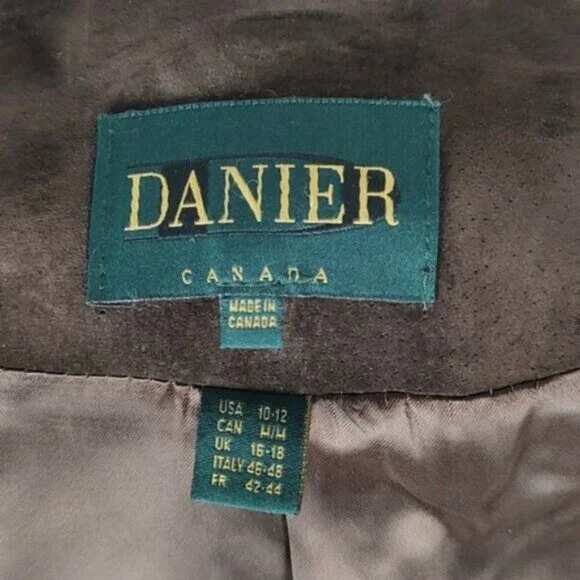 DANIER
CANADA
MADE IN
CANADA
USA 10-12
CAN M/M
UK 16-18
ITALY 46-48
FR 42-44